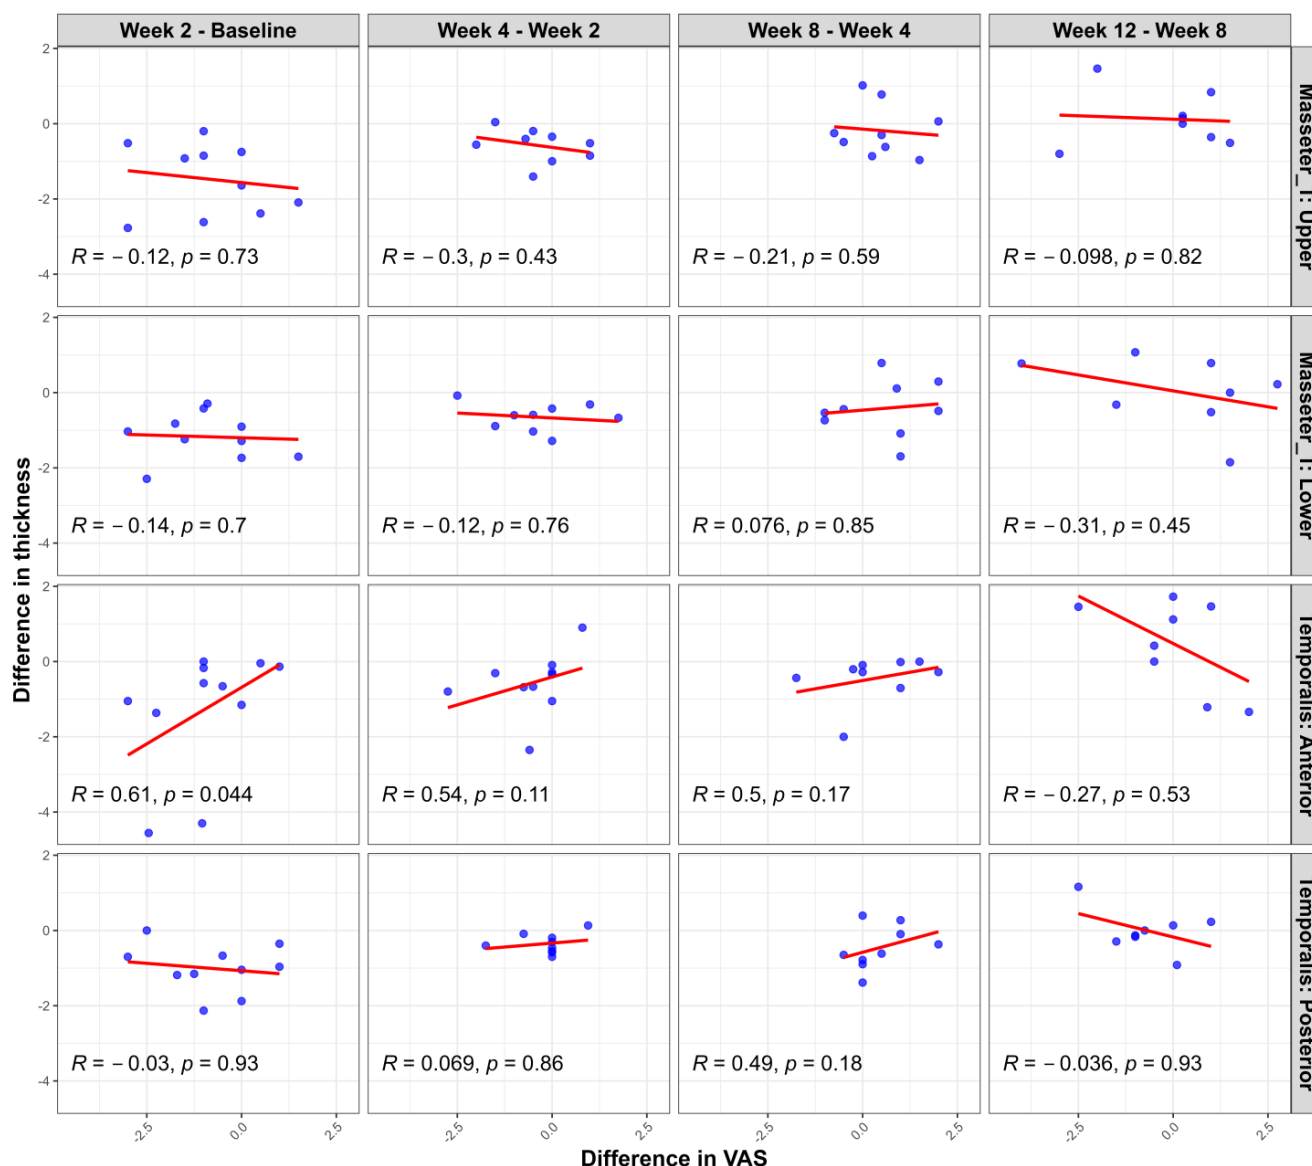 Week 2 - Baseline
Week 4 - Week 2
Week 8 - Week 4
Week 12 - Week 8
2
0
-2
-4
R = − 0.12, p = 0.73
R = − 0.3, p = 0.43
R = − 0.21, p = 0.59
R = − 0.098, p = 0.82
Masseter_T: Upper
2
0
-2
-4
R = − 0.14, p = 0.7
R = − 0.12, p = 0.76
R = 0.076, p = 0.85
R = − 0.31, p = 0.45
Masseter_T: Lower
Difference in thickness
2
0
-2
-4
R = 0.61, p = 0.044
R = 0.54, p = 0.11
R = 0.5, p = 0.17
R = − 0.27, p = 0.53
Temporalis: Anterior
2
0
-2
-4
R = − 0.03, p = 0.93
R = 0.069, p = 0.86
R = 0.49, p = 0.18
R = − 0.036, p = 0.93
Temporalis: Posterior
-2.5 0.0 2.5
-2.5 0.0 2.5
-2.5 0.0 2.5
-2.5 0.0 2.5
Difference in VAS